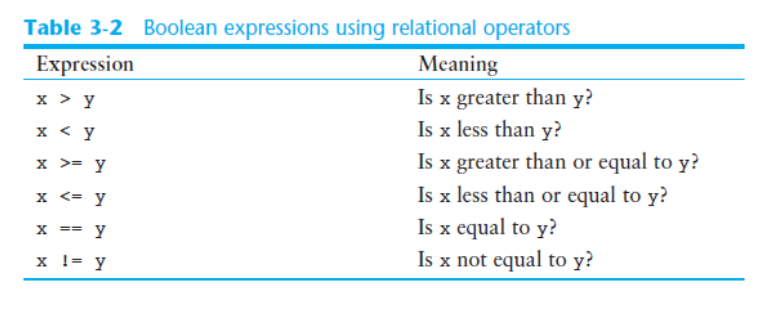 Table 3-2 Boolean expressions using relational operators
Expression Meaning
x > y Is x greater than y?
x < y Is x less than y?
x >= y Is x greater than or equal to y?
x <= y Is x less than or equal to y?
x == y Is x equal to y?
x != y Is x not equal to y?